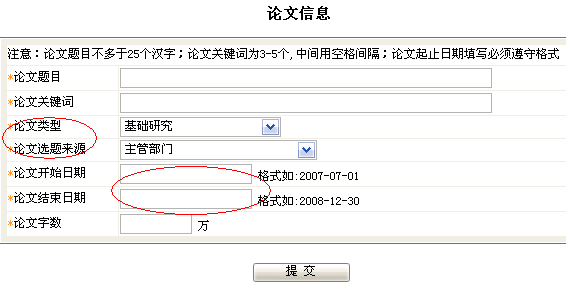 论文信息
注意：论文题目不多于25个汉字；论文关键词为3-5个,中间用空格间隔；论文起止日期填写必须遵守格式
*论文题目
*论文关键词
*论文类型 基础研究
*论文选题来源 主管部门
*论文开始日期 格式如:2007-07-01
*论文结束日期 格式如:2008-12-30
*论文字数 万
提 交